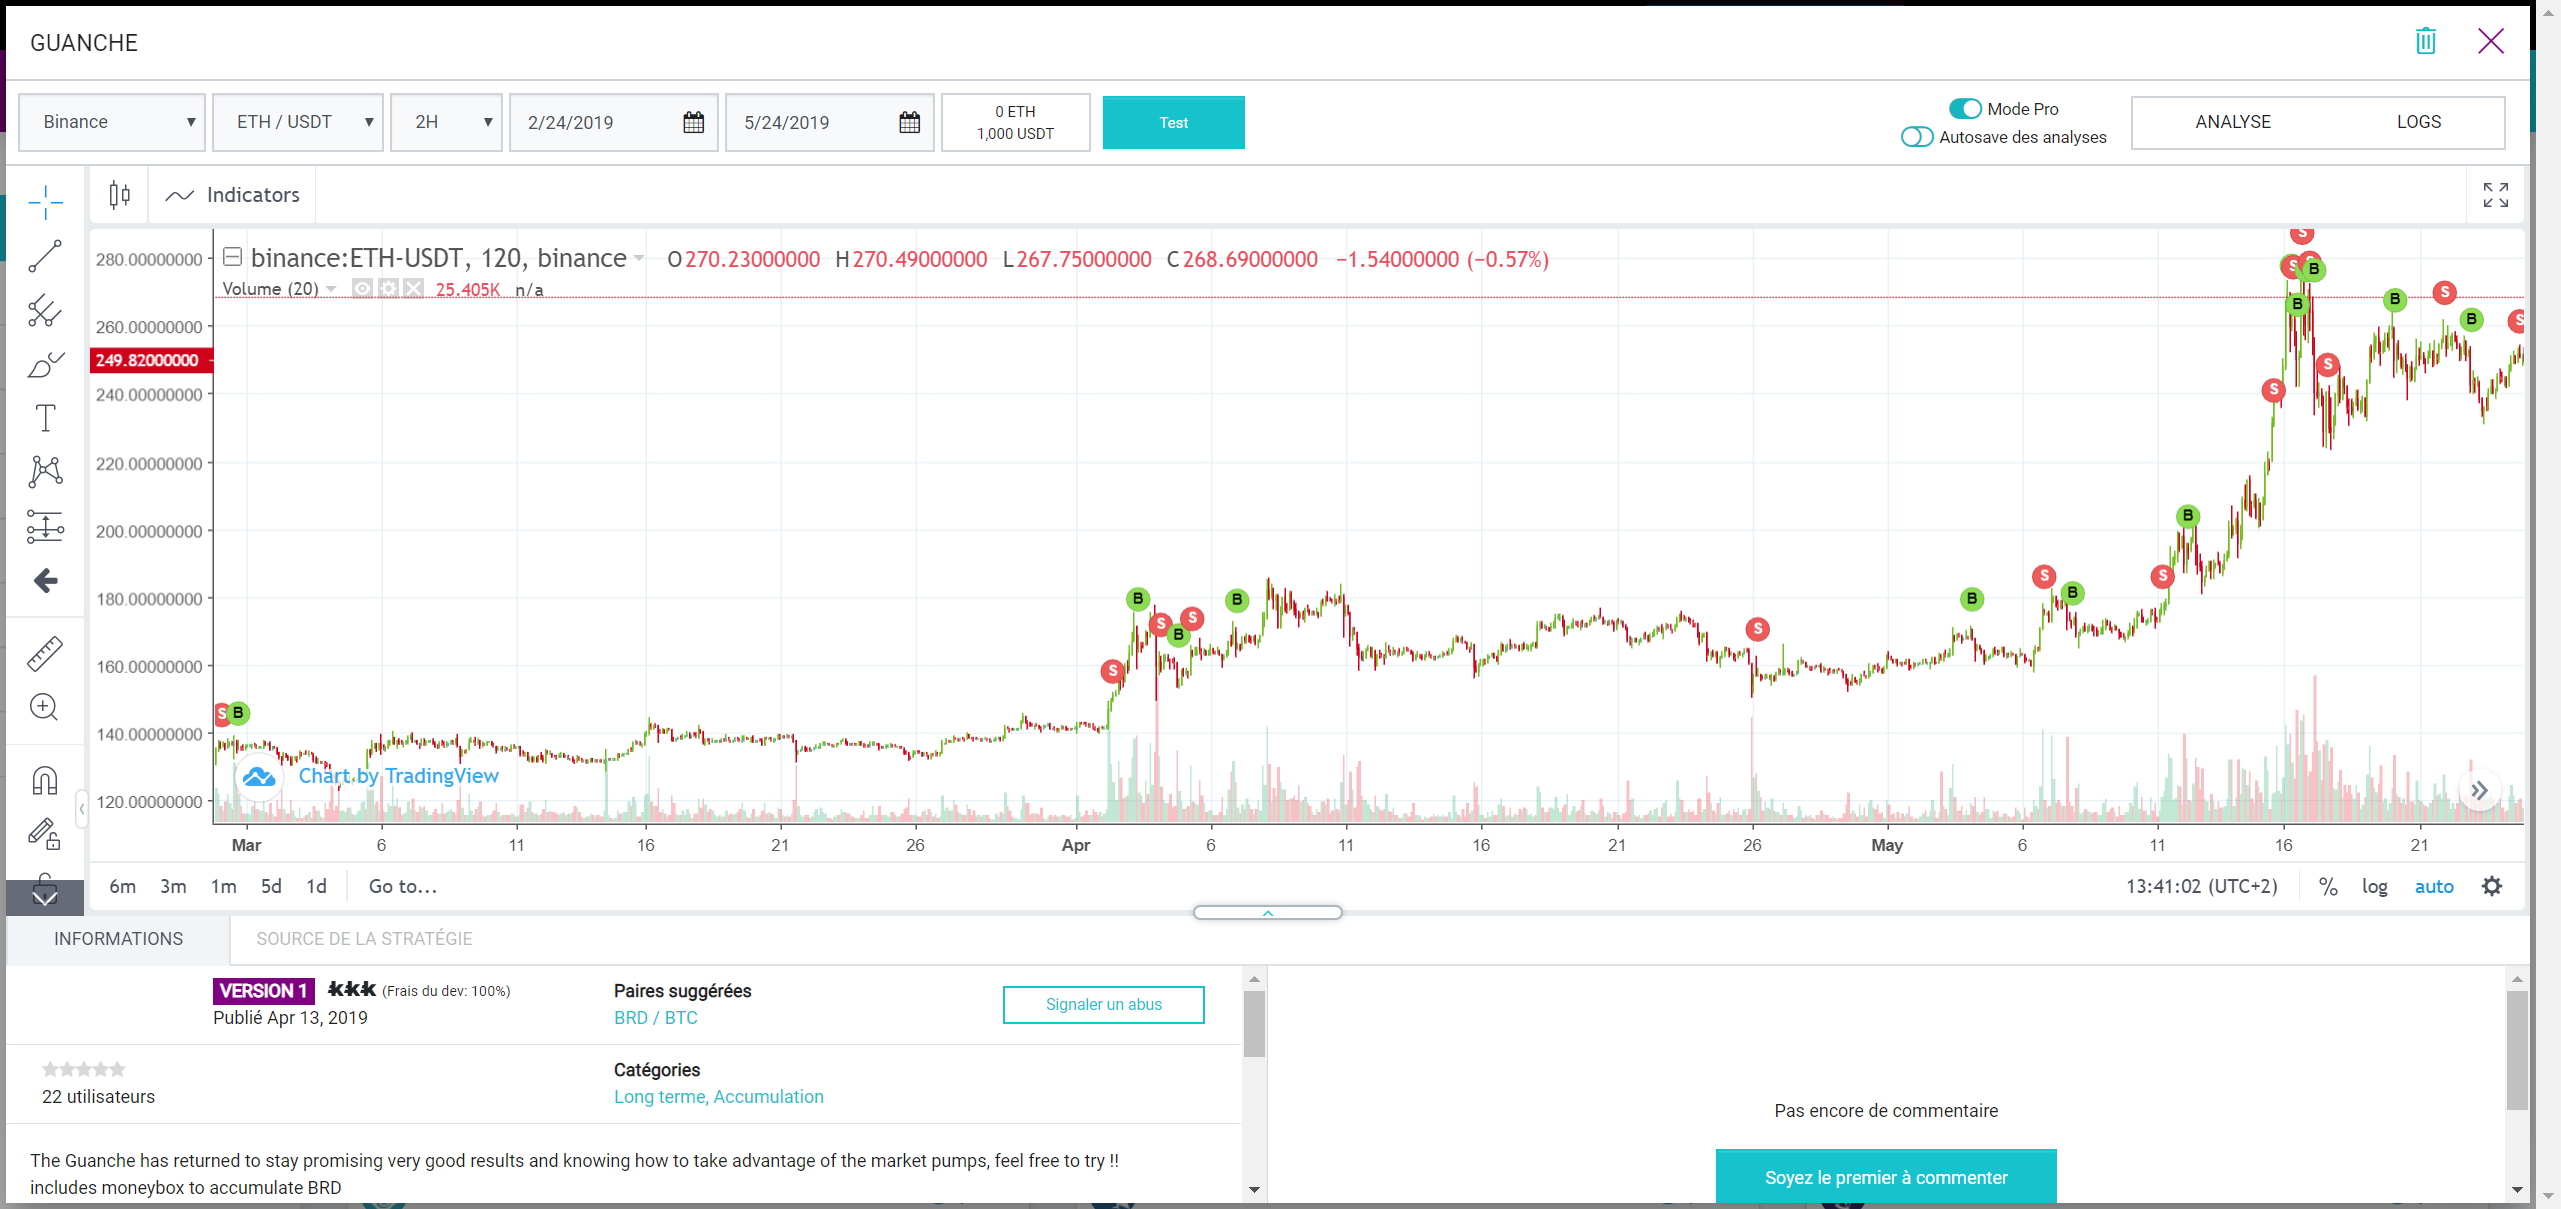 GUANCHE
Binance ▼ ETH / USDT ▼ 2H ▼ 2/24/2019 5/24/2019
0 ETH
1,000 USDT
Test
Mode Pro
Autosave des analyses
ANALYSE LOGS
Indicators
binance:ETH-USDT, 120, binance O270.23000000 H270.49000000 L267.75000000 C268.69000000 −1.54000000 (−0.57%)
Volume (20) 25.405K n/a
280.00000000
260.00000000
249.82000000
240.00000000
220.00000000
200.00000000
180.00000000
160.00000000
140.00000000
120.00000000
S B S B S B S B S B S B S B S S B S B S B S B S B S
Chart by TradingView
Mar 6 11 16 21 26 Apr 6 11 16 21 26 May 6 11 16 21
6m 3m 1m 5d 1d Go to...
13:41:02 (UTC+2) % log auto
INFORMATIONS SOURCE DE LA STRATÉGIE
VERSION 1 kkk (Frais du dev: 100%)
Publié Apr 13, 2019
Paires suggérées
BRD / BTC
Signaler un abus
22 utilisateurs
Catégories
Long terme, Accumulation
The Guanche has returned to stay promising very good results and knowing how to take advantage of the market pumps, feel free to try !!
includes moneybox to accumulate BRD
Pas encore de commentaire
Soyez le premier à commenter